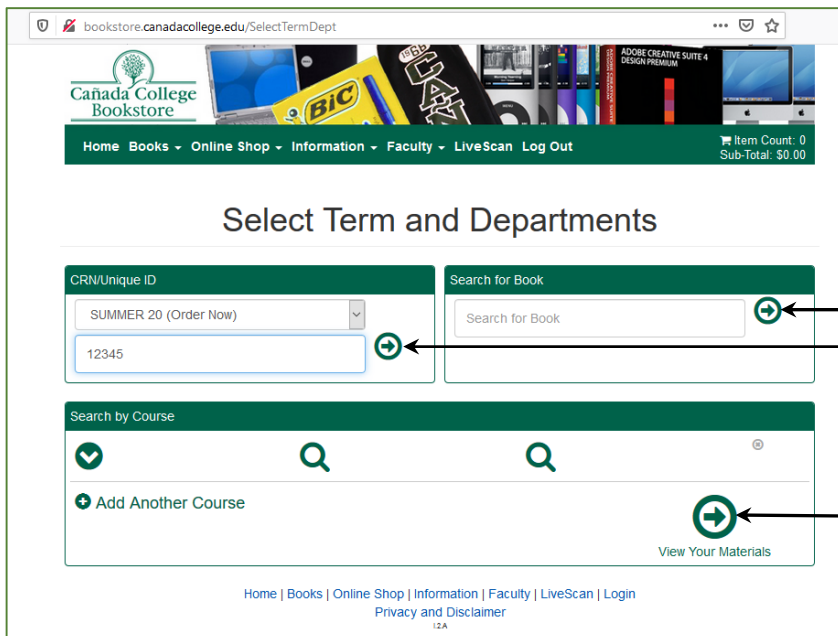 bookstore.canadacollege.edu/SelectTermDept
Cañada College
Bookstore
BiC
1968
CAN
MENU
ADOBE CREATIVE SUITE 4
DESIGN PREMIUM
Home Books Online Shop Information Faculty LiveScan Log Out
Item Count: 0
Sub-Total: $0.00
Select Term and Departments
CRN/Unique ID
SUMMER 20 (Order Now)
12345
Search for Book
Search for Book
Search by Course
Add Another Course
View Your Materials
Home | Books | Online Shop | Information | Faculty | LiveScan | Login
Privacy and Disclaimer
I.2.A